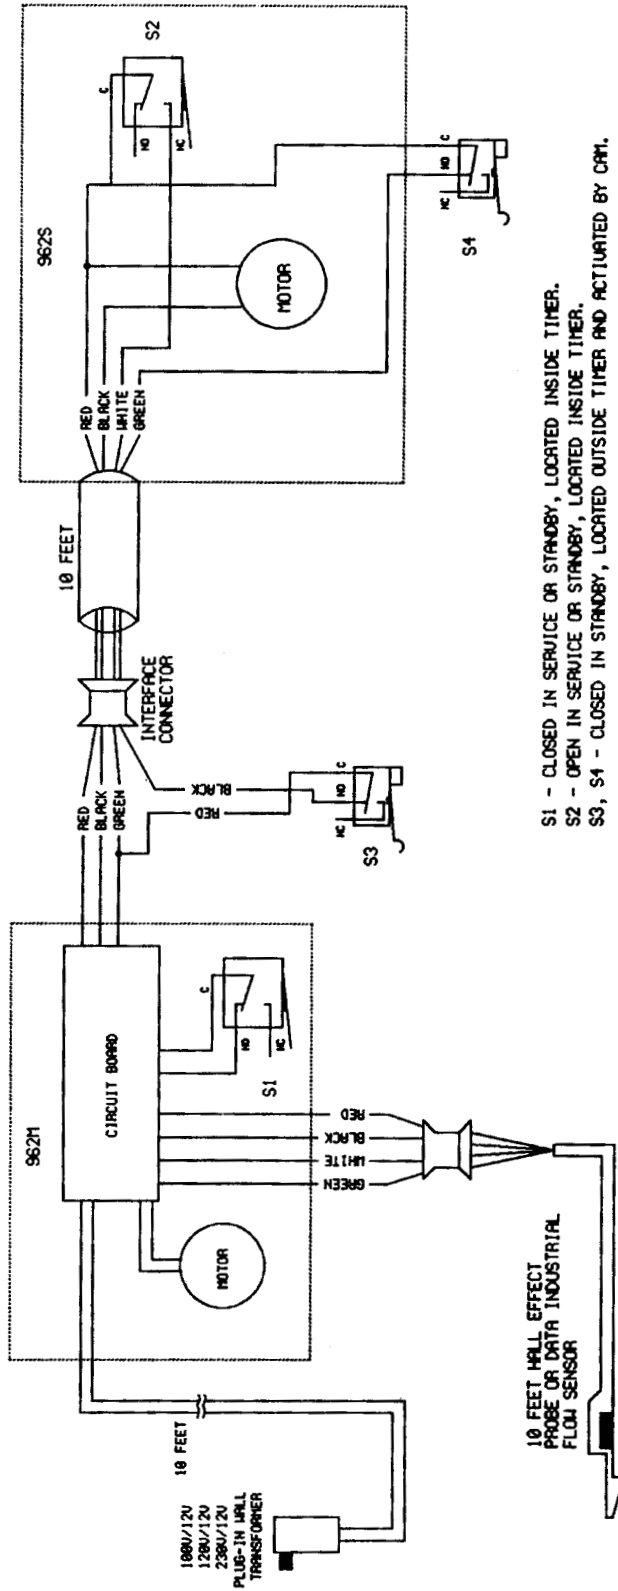 962M
CIRCUIT BOARD
MOTOR
C
NO
NC
S1
GREEN
WHITE
BLACK
RED
100V/12V
120V/12V
230V/12V
PLUG-IN WALL
TRANSFORMER
10 FEET
10 FEET HALL EFFECT
PROBE OR DATA INDUSTRIAL
FLOW SENSOR
RED
BLACK
GREEN
RED
BLACK
NC
NO
C
S3
INTERFACE
CONNECTOR
10 FEET
962S
RED
BLACK
WHITE
GREEN
MOTOR
C
NO
NC
S2
NC
NO
C
S4
S1 - CLOSED IN SERVICE OR STANDBY, LOCATED INSIDE TIMER.
S2 - OPEN IN SERVICE OR STANDBY, LOCATED INSIDE TIMER.
S3, S4 - CLOSED IN STANDBY, LOCATED OUTSIDE TIMER AND ACTIVATED BY CAM.